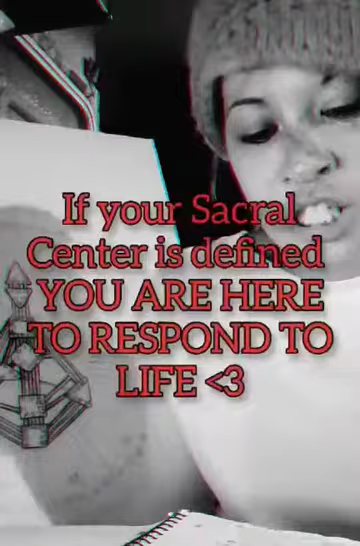 If your Sacral
Center is defined
YOU ARE HERE
TO RESPOND TO
LIFE <3